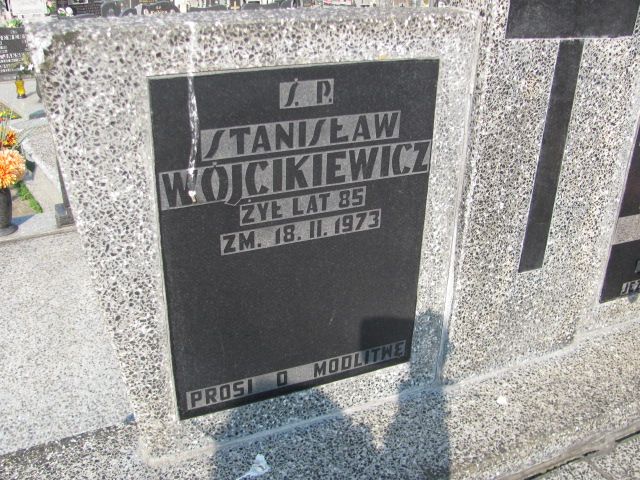 Ś. P.
STANISŁAW
WÓJCIKIEWICZ
ŻYŁ LAT 85
ZM. 18. II. 1973
PROSI O MODLITWĘ